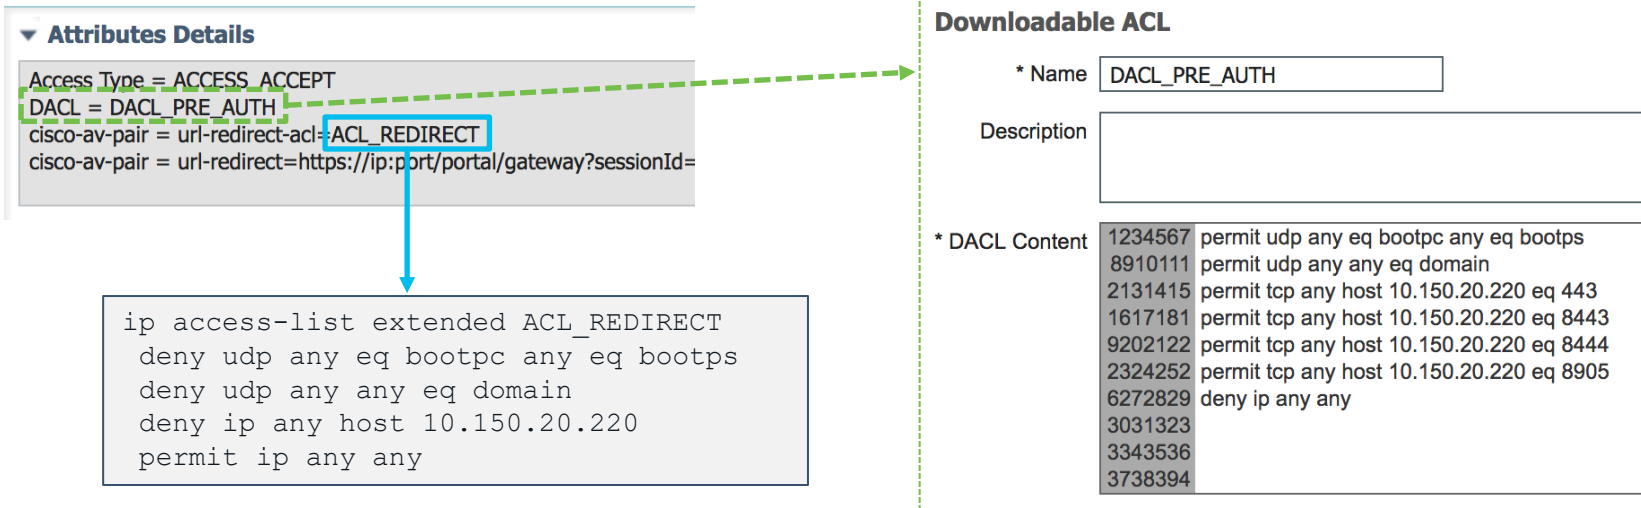 Attributes Details
Access Type = ACCESS_ACCEPT
DACL = DACL_PRE_AUTH
cisco-av-pair = url-redirect-acl=ACL_REDIRECT
cisco-av-pair = url-redirect=https://ip:port/portal/gateway?sessionId=
ip access-list extended ACL_REDIRECT
deny udp any eq bootpc any eq bootps
deny udp any any eq domain
deny ip any host 10.150.20.220
permit ip any any
Downloadable ACL
* Name DACL_PRE_AUTH
Description
* DACL Content
1234567 permit udp any eq bootpc any eq bootps
8910111 permit udp any any eq domain
2131415 permit tcp any host 10.150.20.220 eq 443
1617181 permit tcp any host 10.150.20.220 eq 8443
9202122 permit tcp any host 10.150.20.220 eq 8444
2324252 permit tcp any host 10.150.20.220 eq 8905
6272829 deny ip any any
3031323
3343536
3738394